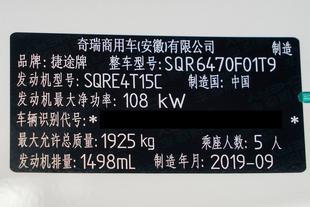 奇瑞商用车(安徽)有限公司 制造
品牌: 捷途牌 整车型号: SQR6470F01T9
发动机型号: SQRE4T15C 制造国: 中国
发动机最大净功率: 108 kW
车辆识别代号: * *
最大允许总质量: 1925 kg 乘座人数: 5 人
发动机排量: 1498mL 制造年月: 2019-09